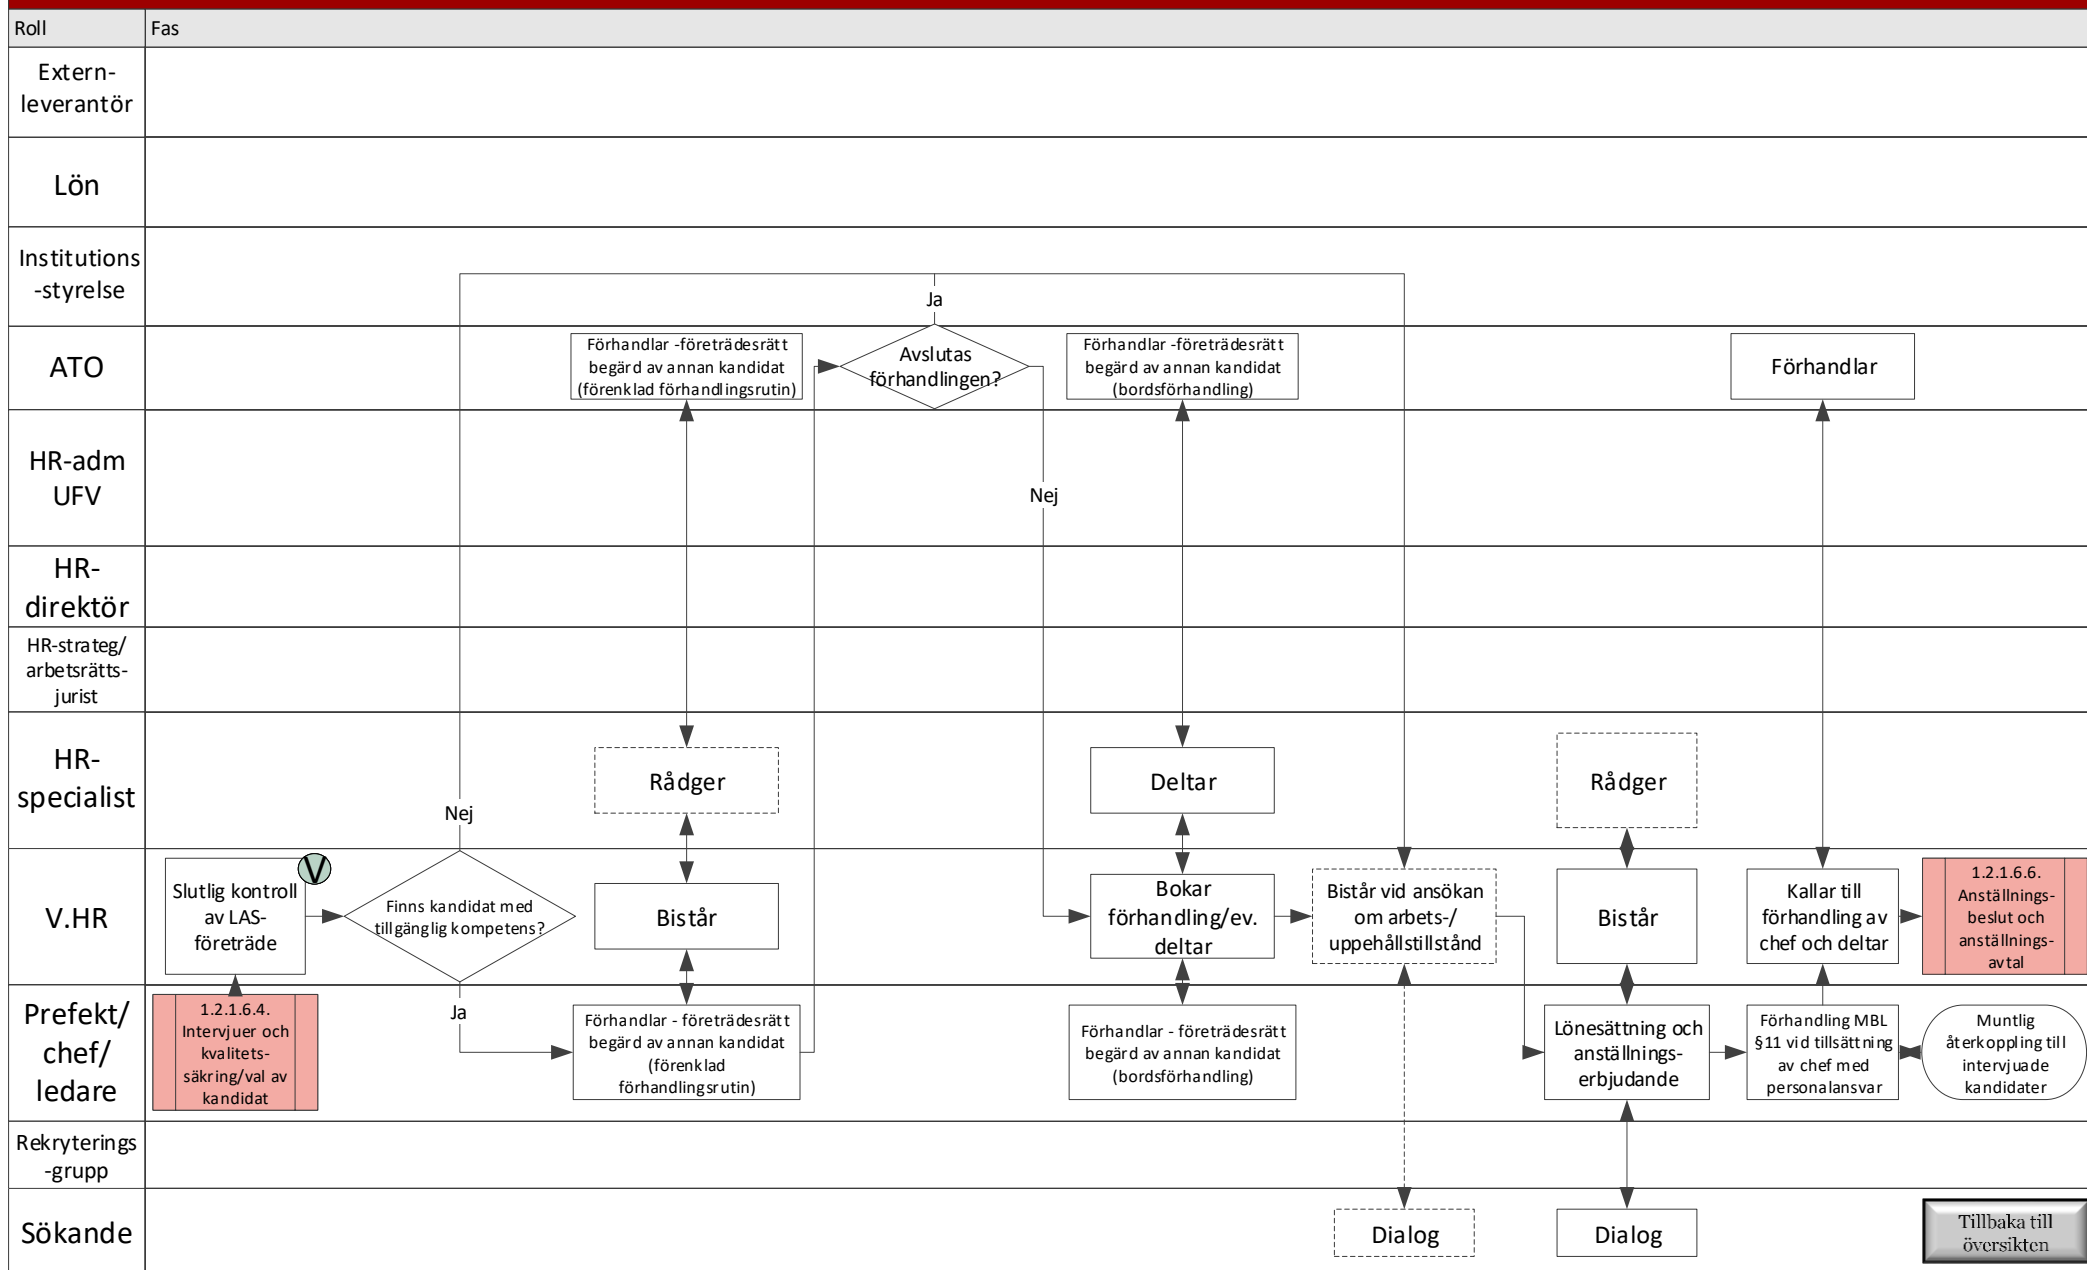 Roll
Fas
Extern-
leverantör
Lön
Institutions
-styrelse
Ja
ATO
Förhandlar -företrädesrätt
begärd av annan kandidat
(förenklad förhandlingsrutin)
Avslutas
förhandlingen?
Förhandlar -företrädesrätt
begärd av annan kandidat
(bordsförhandling)
Förhandlar
HR-adm
UFV
Nej
HR-
direktör
HR-strateg/
arbetsrätts-
jurist
HR-
specialist
Nej
Rådger
Deltar
Rådger
V.HR
Slutlig kontroll
av LAS-
företräde
V
Finns kandidat med
tillgänglig kompetens?
Bistår
Bokar
förhandling/ev.
deltar
Bistår vid ansökan
om arbets-/
uppehållstillstånd
Bistår
Kallar till
förhandling av
chef och deltar
1.2.1.6.6.
Anställnings-
beslut och
anställnings-
avtal
Prefekt/
chef/
ledare
1.2.1.6.4.
Intervjuer och
kvalitets-
säkring/val av
kandidat
Ja
Förhandlar - företrädesrätt
begärd av annan kandidat
(förenklad
förhandlingsrutin)
Förhandlar - företrädesrätt
begärd av annan kandidat
(bordsförhandling)
Lönesättning och
anställnings-
erbjudande
Förhandling MBL
§11 vid tillsättning
av chef med
personalansvar
Muntlig
återkoppling till
intervjuade
kandidater
Rekryterings
-grupp
Sökande
Dialog
Dialog
Tillbaka till
översikten